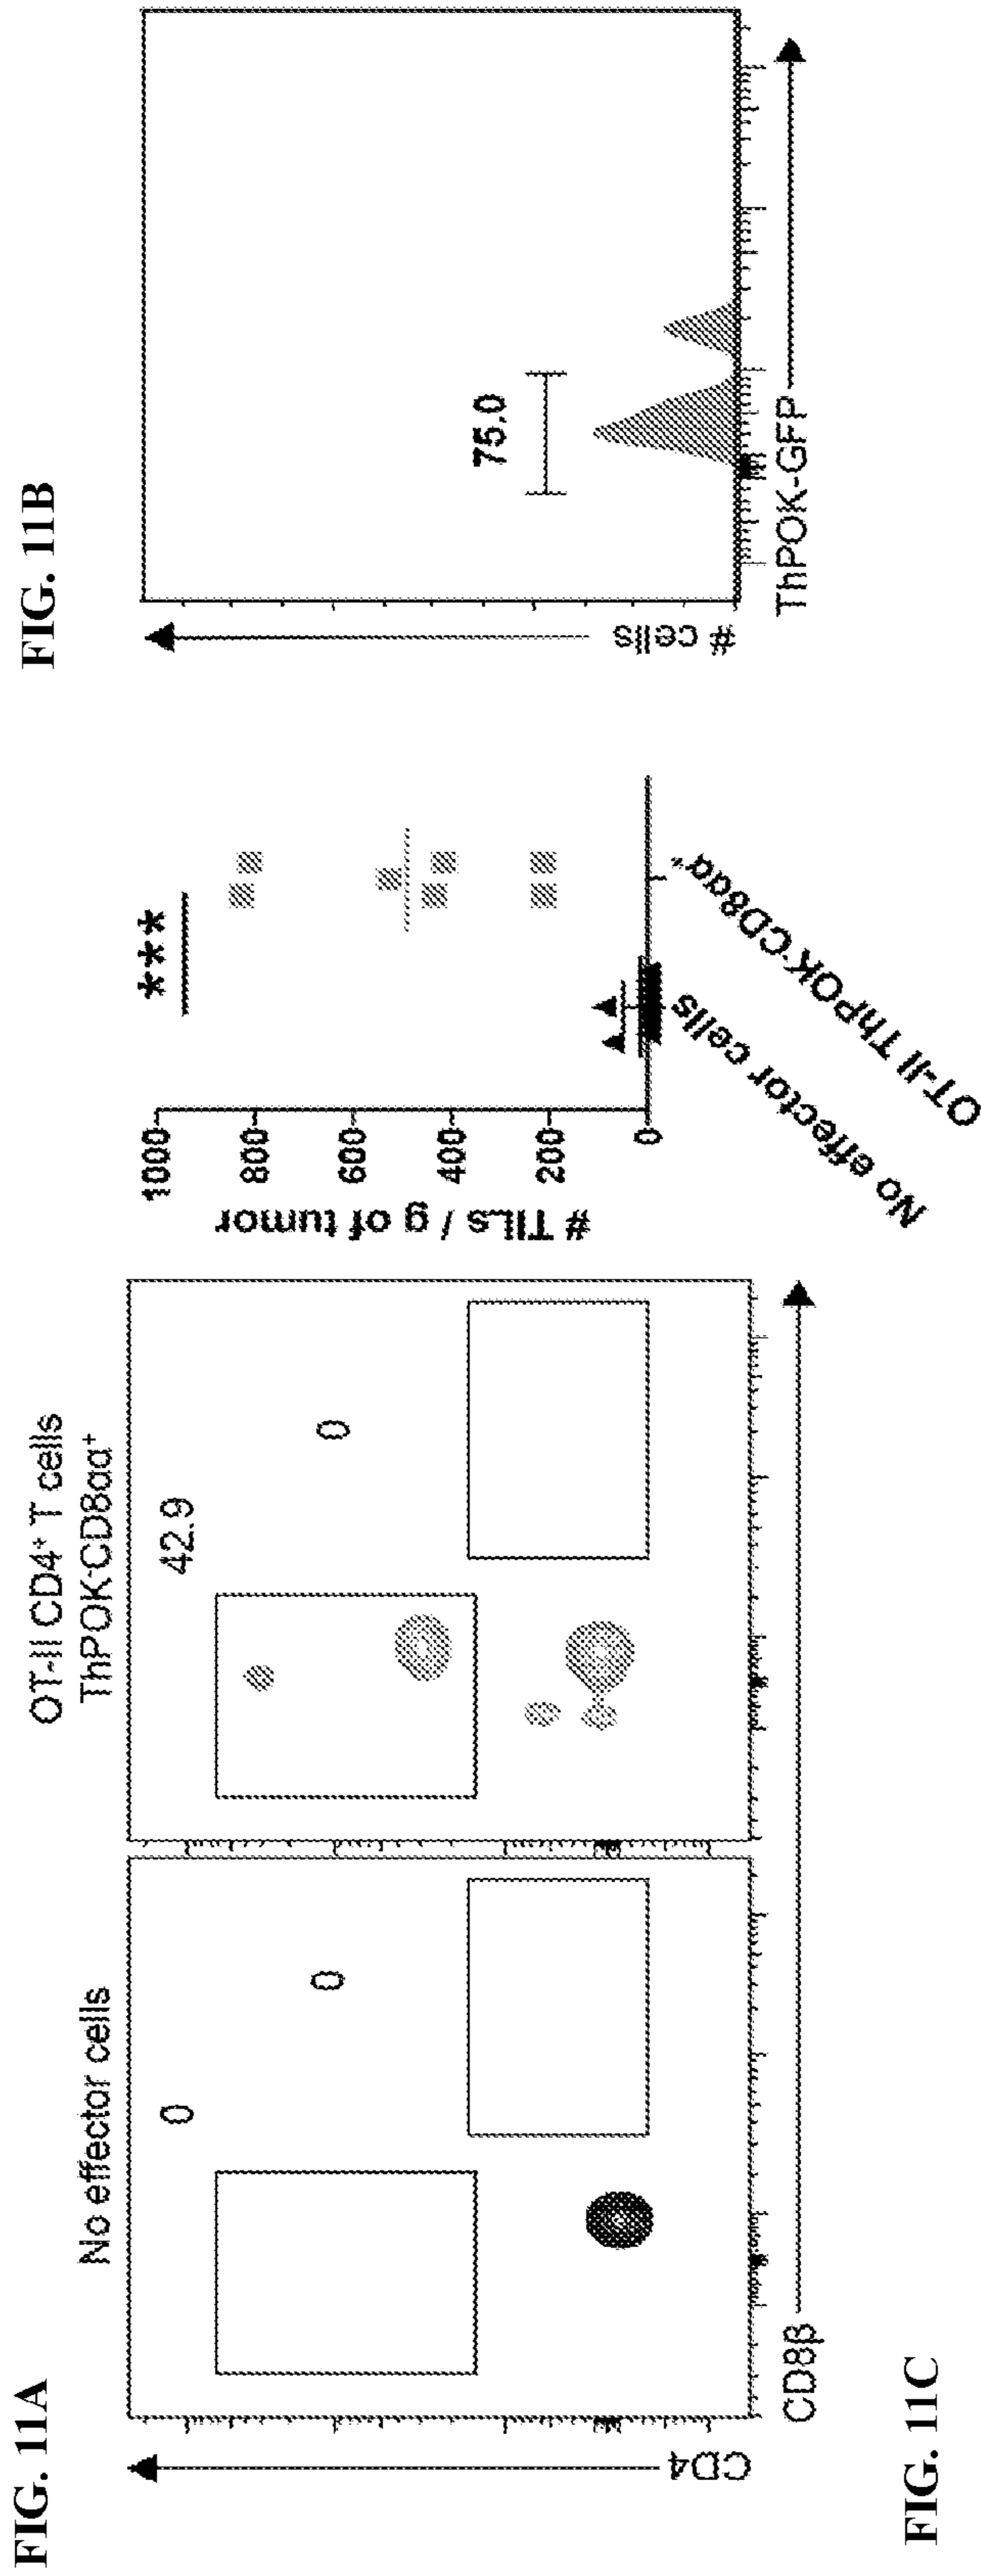 FIG. 11A
No effector cells
OT-II CD4⁺ T cells
ThPOK⁻CD8αα⁺
0
0
42.9
0
CD4
CD8β
***
# TILs / g of tumor
1000
800
600
400
200
0
No effector cells
OT-II ThPOK⁻CD8αα⁺
FIG. 11B
75.0
# cells
ThPOK-GFP
FIG. 11C